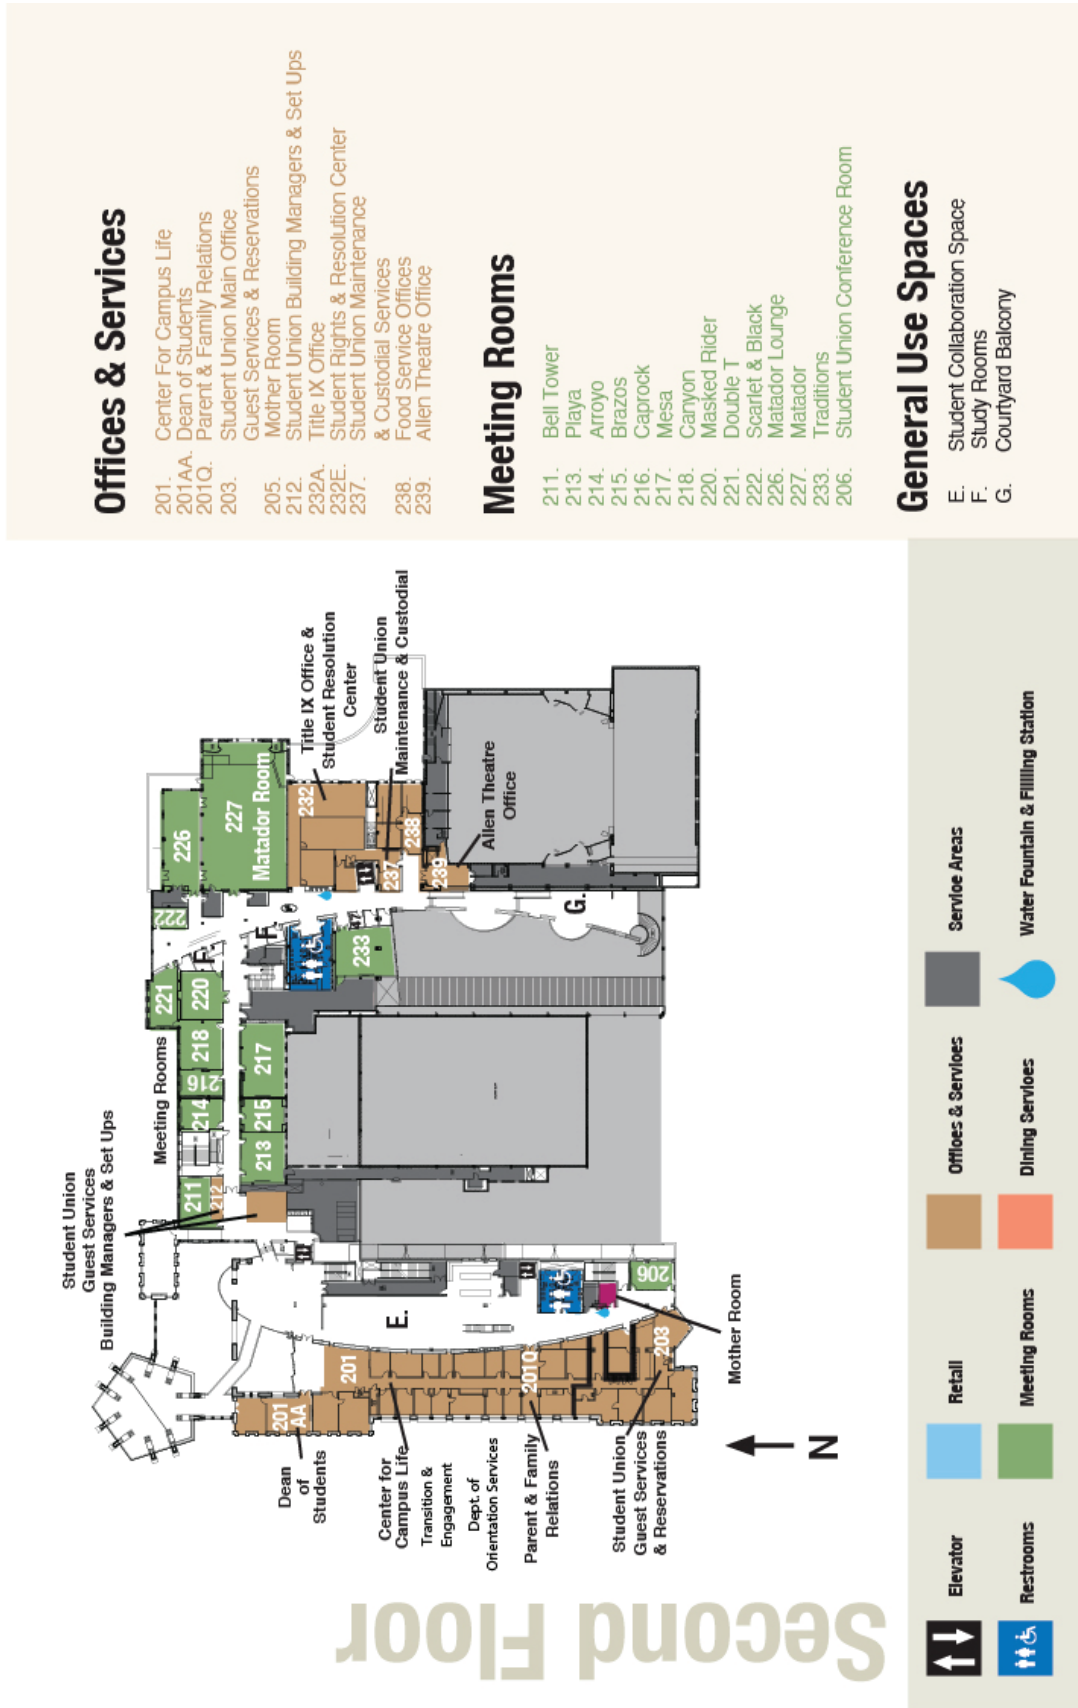 Second Floor
Student Union
Guest Services
Building Managers & Set Ups
Meeting Rooms
211
212
214
216
218
220
221
222
226
227
Matador Room
213
215
217
F.
F.
232
Title IX Office &
Student Resolution
Center
233
47
237
238
239
Student Union
Maintenance & Custodial
Allen Theatre
Office
G.
E.
201
AA
201
201Q
203
206
Dean
of
Students
Center for
Campus Life
Transition &
Engagement
Dept. of
Orientation Services
Parent & Family
Relations
Student Union
Guest Services
& Reservations
Mother Room
N
Offices & Services
201. Center For Campus Life
201AA. Dean of Students
201Q. Parent & Family Relations
203. Student Union Main Office
Guest Services & Reservations
205. Mother Room
212. Student Union Building Managers & Set Ups
232A. Title IX Office
232E. Student Rights & Resolution Center
237. Student Union Maintenance
& Custodial Services
238. Food Service Offices
239. Allen Theatre Office
Meeting Rooms
211. Bell Tower
213. Playa
214. Arroyo
215. Brazos
216. Caprock
217. Mesa
218. Canyon
220. Masked Rider
221. Double T
222. Scarlet & Black
226. Matador Lounge
227. Matador
233. Traditions
206. Student Union Conference Room
General Use Spaces
E. Student Collaboration Space
F. Study Rooms
G. Courtyard Balcony
Elevator
Retail
Offices & Services
Service Areas
Restrooms
Meeting Rooms
Dining Services
Water Fountain & Filling Station